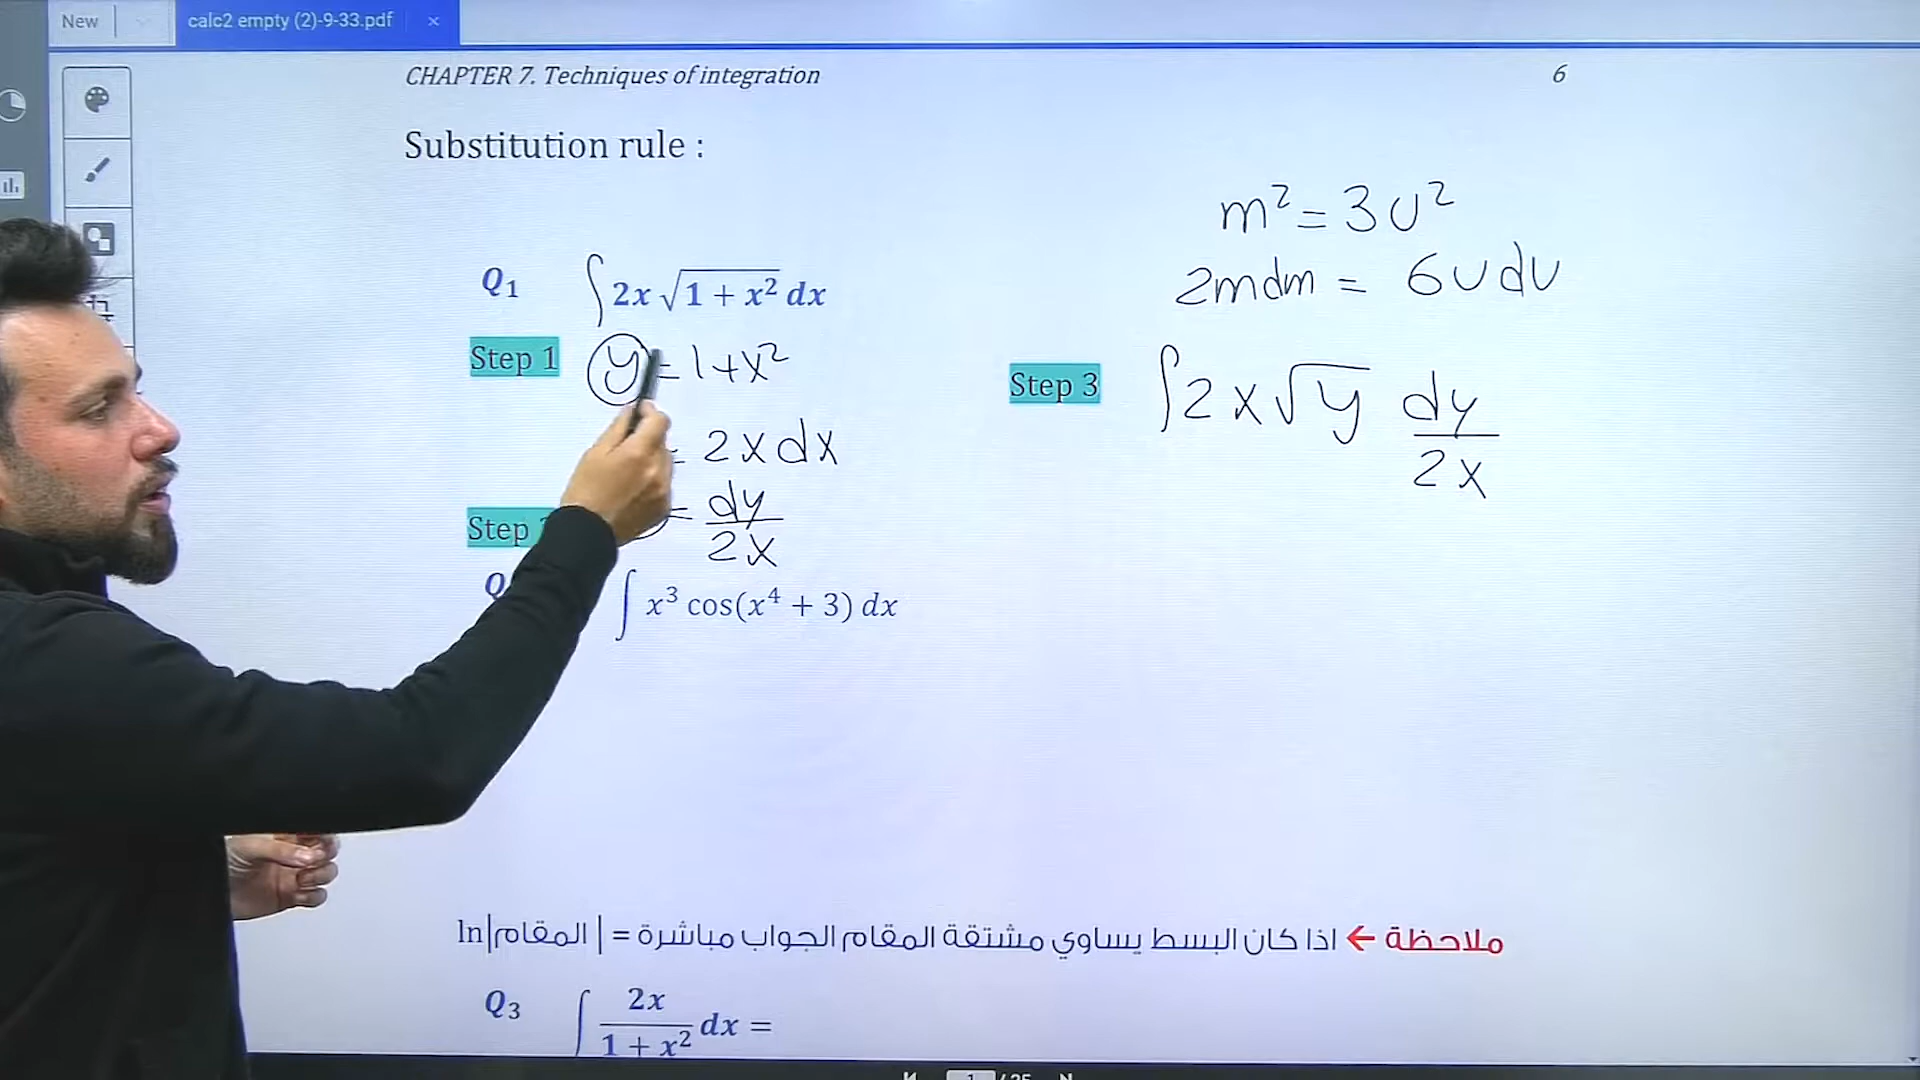 New
calc2 empty (2)-9-33.pdf ×
CHAPTER 7. Techniques of integration
6
Substitution rule :
Q₁ ∫ 2x √(1 + x²) dx
Step 1 y = 1+x²
= 2x dx
Step
= dy/2x
Q
∫ x³ cos(x⁴ + 3) dx
m² = 3u²
2mdm = 6udu
Step 3 ∫2x√y dy/2x
ملاحظة ← اذا كان البسط يساوي مشتقة المقام الجواب مباشرة = ln|المقام|
Q₃ ∫ 2x/(1 + x²) dx =